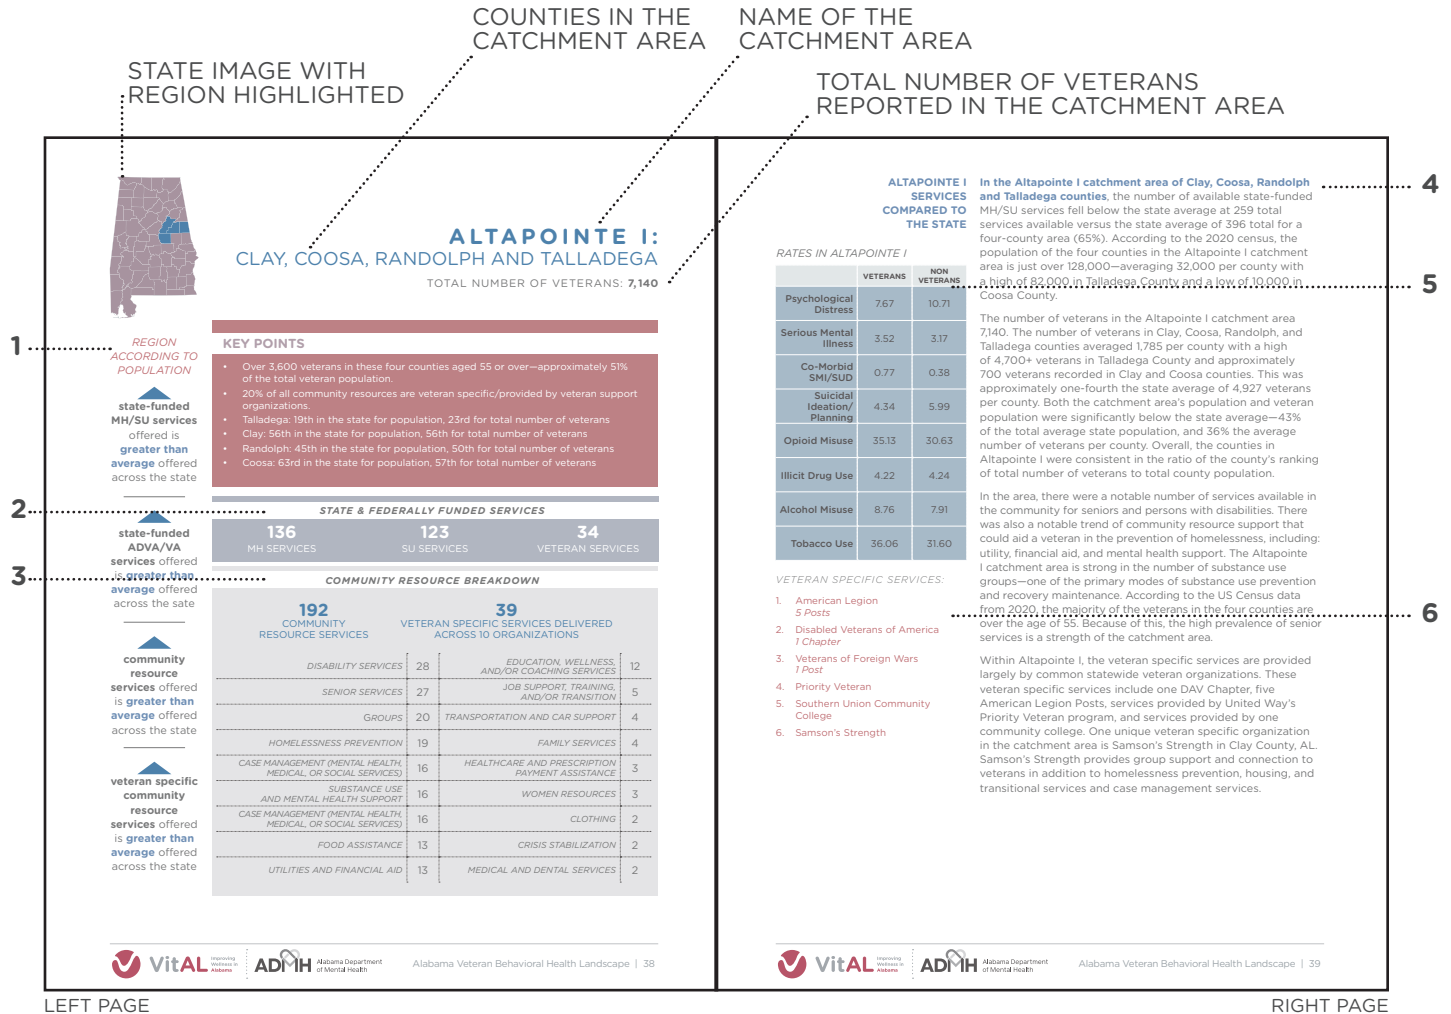 COUNTIES IN THE
CATCHMENT AREA
NAME OF THE
CATCHMENT AREA
STATE IMAGE WITH
REGION HIGHLIGHTED
TOTAL NUMBER OF VETERANS
REPORTED IN THE CATCHMENT AREA
ALTAPOINTE I:
CLAY, COOSA, RANDOLPH AND TALLADEGA
TOTAL NUMBER OF VETERANS: 7,140
1
REGION
ACCORDING TO
POPULATION
state-funded
MH/SU services
offered is
greater than
average offered
across the state
2
state-funded
ADVA/VA
services offered
is greater than
average offered
across the sate
3
community
resource
services offered
is greater than
average offered
across the state
veteran specific
community
resource
services offered
is greater than
average offered
across the state
KEY POINTS
• Over 3,600 veterans in these four counties aged 55 or over—approximately 51%
of the total veteran population.
• 20% of all community resources are veteran specific/provided by veteran support
organizations.
• Talladega: 19th in the state for population, 23rd for total number of veterans
• Clay: 56th in the state for population, 56th for total number of veterans
• Randolph: 45th in the state for population, 50th for total number of veterans
• Coosa: 63rd in the state for population, 57th for total number of veterans
STATE & FEDERALLY FUNDED SERVICES
136 123 34
MH SERVICES SU SERVICES VETERAN SERVICES
COMMUNITY RESOURCE BREAKDOWN
192
COMMUNITY
RESOURCE SERVICES
39
VETERAN SPECIFIC SERVICES DELIVERED
ACROSS 10 ORGANIZATIONS
DISABILITY SERVICES 28
EDUCATION, WELLNESS,
AND/OR COACHING SERVICES 12
SENIOR SERVICES 27
JOB SUPPORT, TRAINING,
AND/OR TRANSITION 5
GROUPS 20
TRANSPORTATION AND CAR SUPPORT 4
HOMELESSNESS PREVENTION 19
FAMILY SERVICES 4
CASE MANAGEMENT (MENTAL HEALTH,
MEDICAL, OR SOCIAL SERVICES) 16
HEALTHCARE AND PRESCRIPTION
PAYMENT ASSISTANCE 3
SUBSTANCE USE
AND MENTAL HEALTH SUPPORT 16
WOMEN RESOURCES 3
CASE MANAGEMENT (MENTAL HEALTH,
MEDICAL, OR SOCIAL SERVICES) 16
CLOTHING 2
FOOD ASSISTANCE 13
CRISIS STABILIZATION 2
UTILITIES AND FINANCIAL AID 13
MEDICAL AND DENTAL SERVICES 2
VitAL Improving
Wellness in
Alabama
ADMH Alabama Department
of Mental Health
Alabama Veteran Behavioral Health Landscape | 38
LEFT PAGE
ALTAPOINTE I
SERVICES
COMPARED TO
THE STATE
RATES IN ALTAPOINTE I
VETERANS NON
VETERANS
Psychological
Distress 7.67 10.71
Serious Mental
Illness 3.52 3.17
Co-Morbid
SMI/SUD 0.77 0.38
Suicidal
Ideation/
Planning 4.34 5.99
Opioid Misuse 35.13 30.63
Illicit Drug Use 4.22 4.24
Alcohol Misuse 8.76 7.91
Tobacco Use 36.06 31.60
VETERAN SPECIFIC SERVICES:
1. American Legion
5 Posts
2. Disabled Veterans of America
1 Chapter
3. Veterans of Foreign Wars
1 Post
4. Priority Veteran
5. Southern Union Community
College
6. Samson's Strength
4
5
6
In the Altapointe I catchment area of Clay, Coosa, Randolph
and Talladega counties, the number of available state-funded
MH/SU services fell below the state average at 259 total
services available versus the state average of 396 total for a
four-county area (65%). According to the 2020 census, the
population of the four counties in the Altapointe I catchment
area is just over 128,000—averaging 32,000 per county with
a high of 82,000 in Talladega County and a low of 10,000 in
Coosa County.
The number of veterans in the Altapointe I catchment area
7,140. The number of veterans in Clay, Coosa, Randolph, and
Talladega counties averaged 1,785 per county with a high
of 4,700+ veterans in Talladega County and approximately
700 veterans recorded in Clay and Coosa counties. This was
approximately one-fourth the state average of 4,927 veterans
per county. Both the catchment area's population and veteran
population were significantly below the state average—43%
of the total average state population, and 36% the average
number of veterans per county. Overall, the counties in
Altapointe I were consistent in the ratio of the county's ranking
of total number of veterans to total county population.
In the area, there were a notable number of services available in
the community for seniors and persons with disabilities. There
was also a notable trend of community resource support that
could aid a veteran in the prevention of homelessness, including:
utility, financial aid, and mental health support. The Altapointe
I catchment area is strong in the number of substance use
groups—one of the primary modes of substance use prevention
and recovery maintenance. According to the US Census data
from 2020, the majority of the veterans in the four counties are
over the age of 55. Because of this, the high prevalence of senior
services is a strength of the catchment area.
Within Altapointe I, the veteran specific services are provided
largely by common statewide veteran organizations. These
veteran specific services include one DAV Chapter, five
American Legion Posts, services provided by United Way's
Priority Veteran program, and services provided by one
community college. One unique veteran specific organization
in the catchment area is Samson's Strength in Clay County, AL.
Samson's Strength provides group support and connection to
veterans in addition to homelessness prevention, housing, and
transitional services and case management services.
VitAL Improving
Wellness in
Alabama
ADMH Alabama Department
of Mental Health
Alabama Veteran Behavioral Health Landscape | 39
RIGHT PAGE